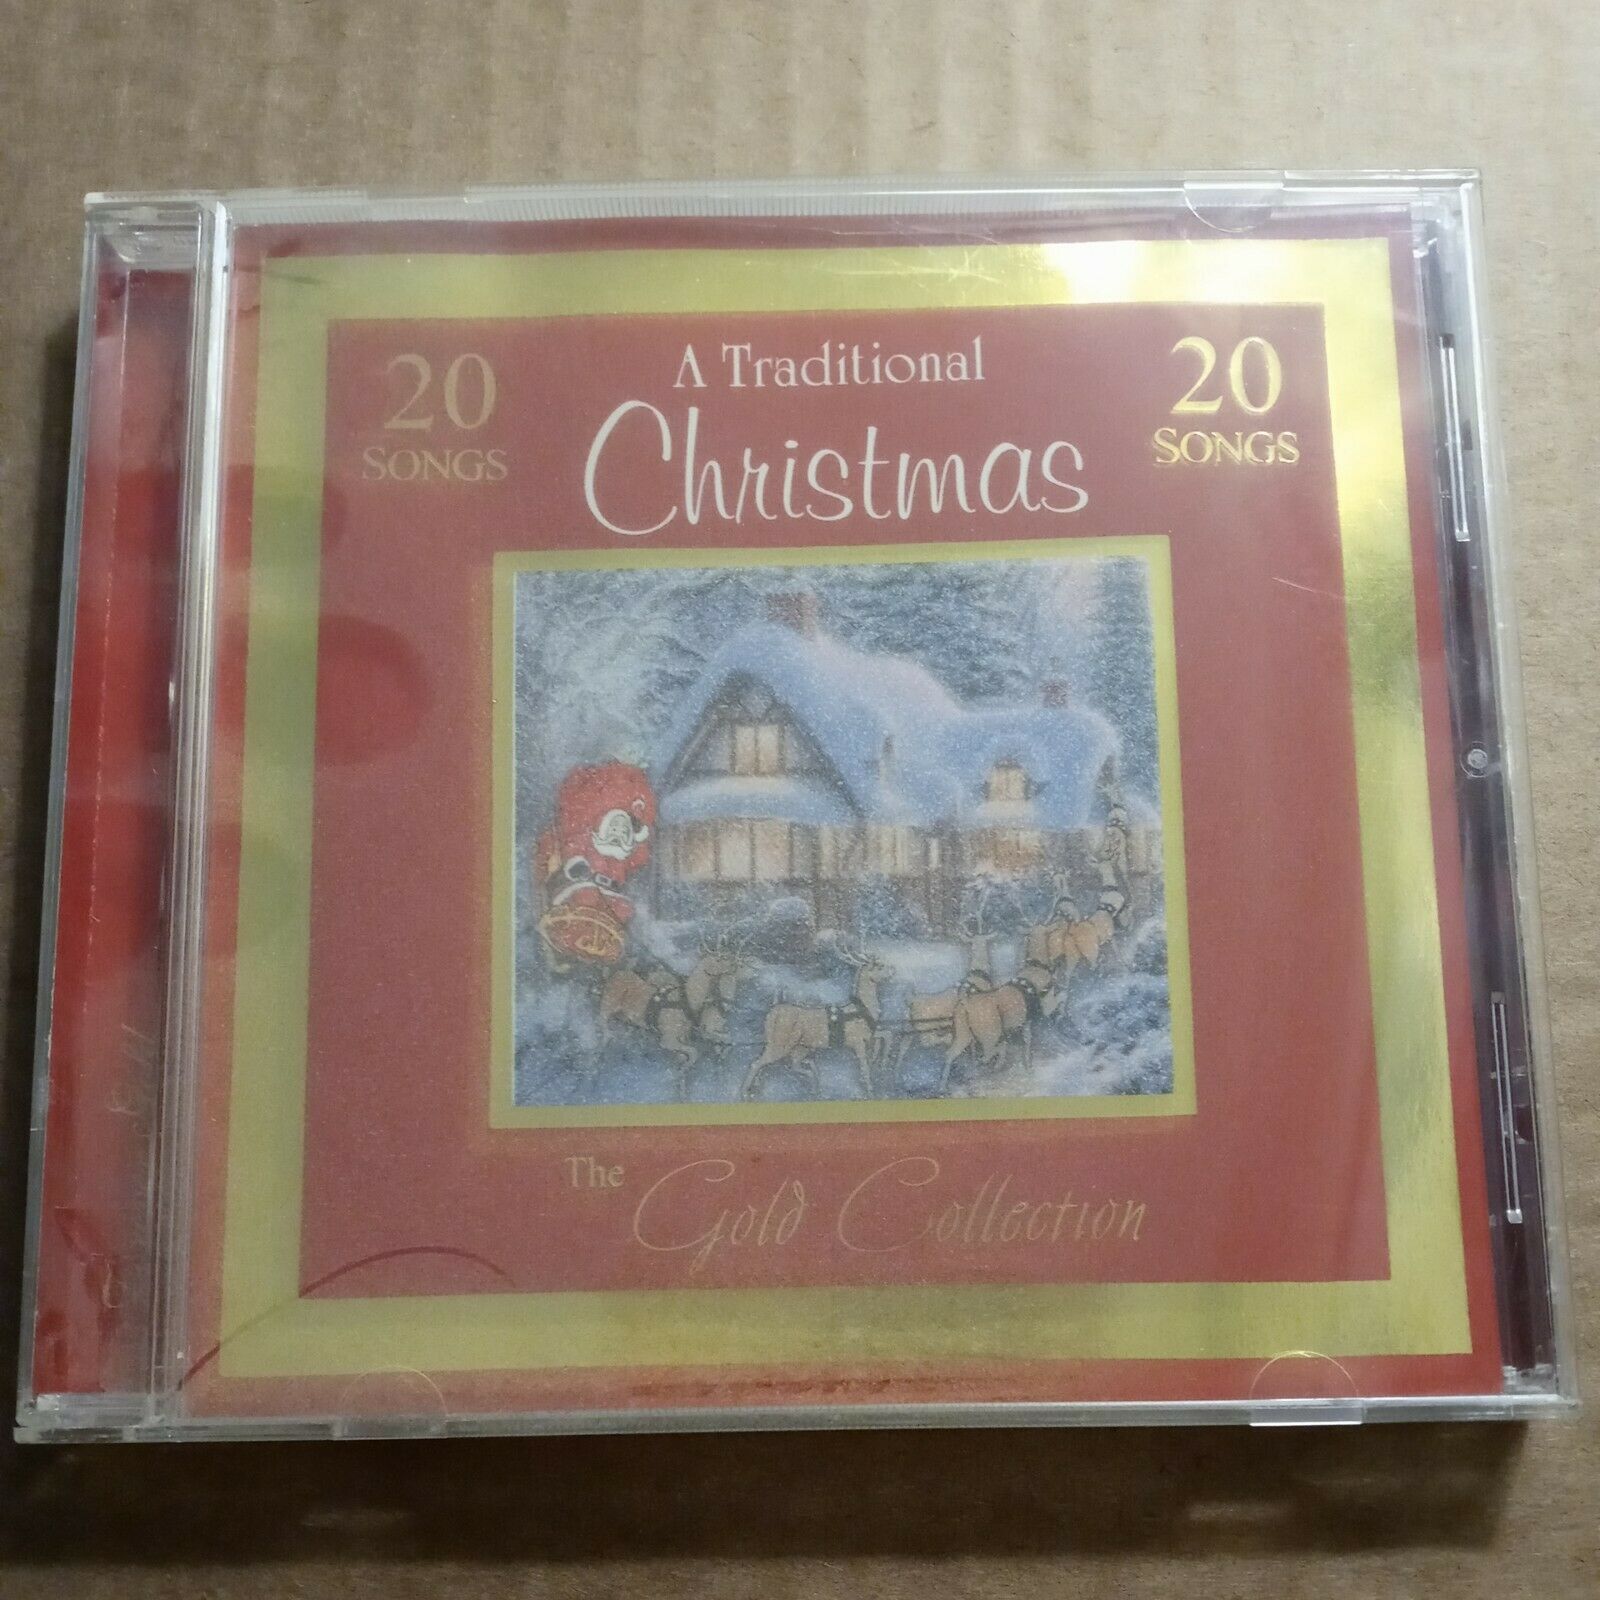 20
SONGS
A Traditional
Christmas
20
SONGS
The Gold Collection